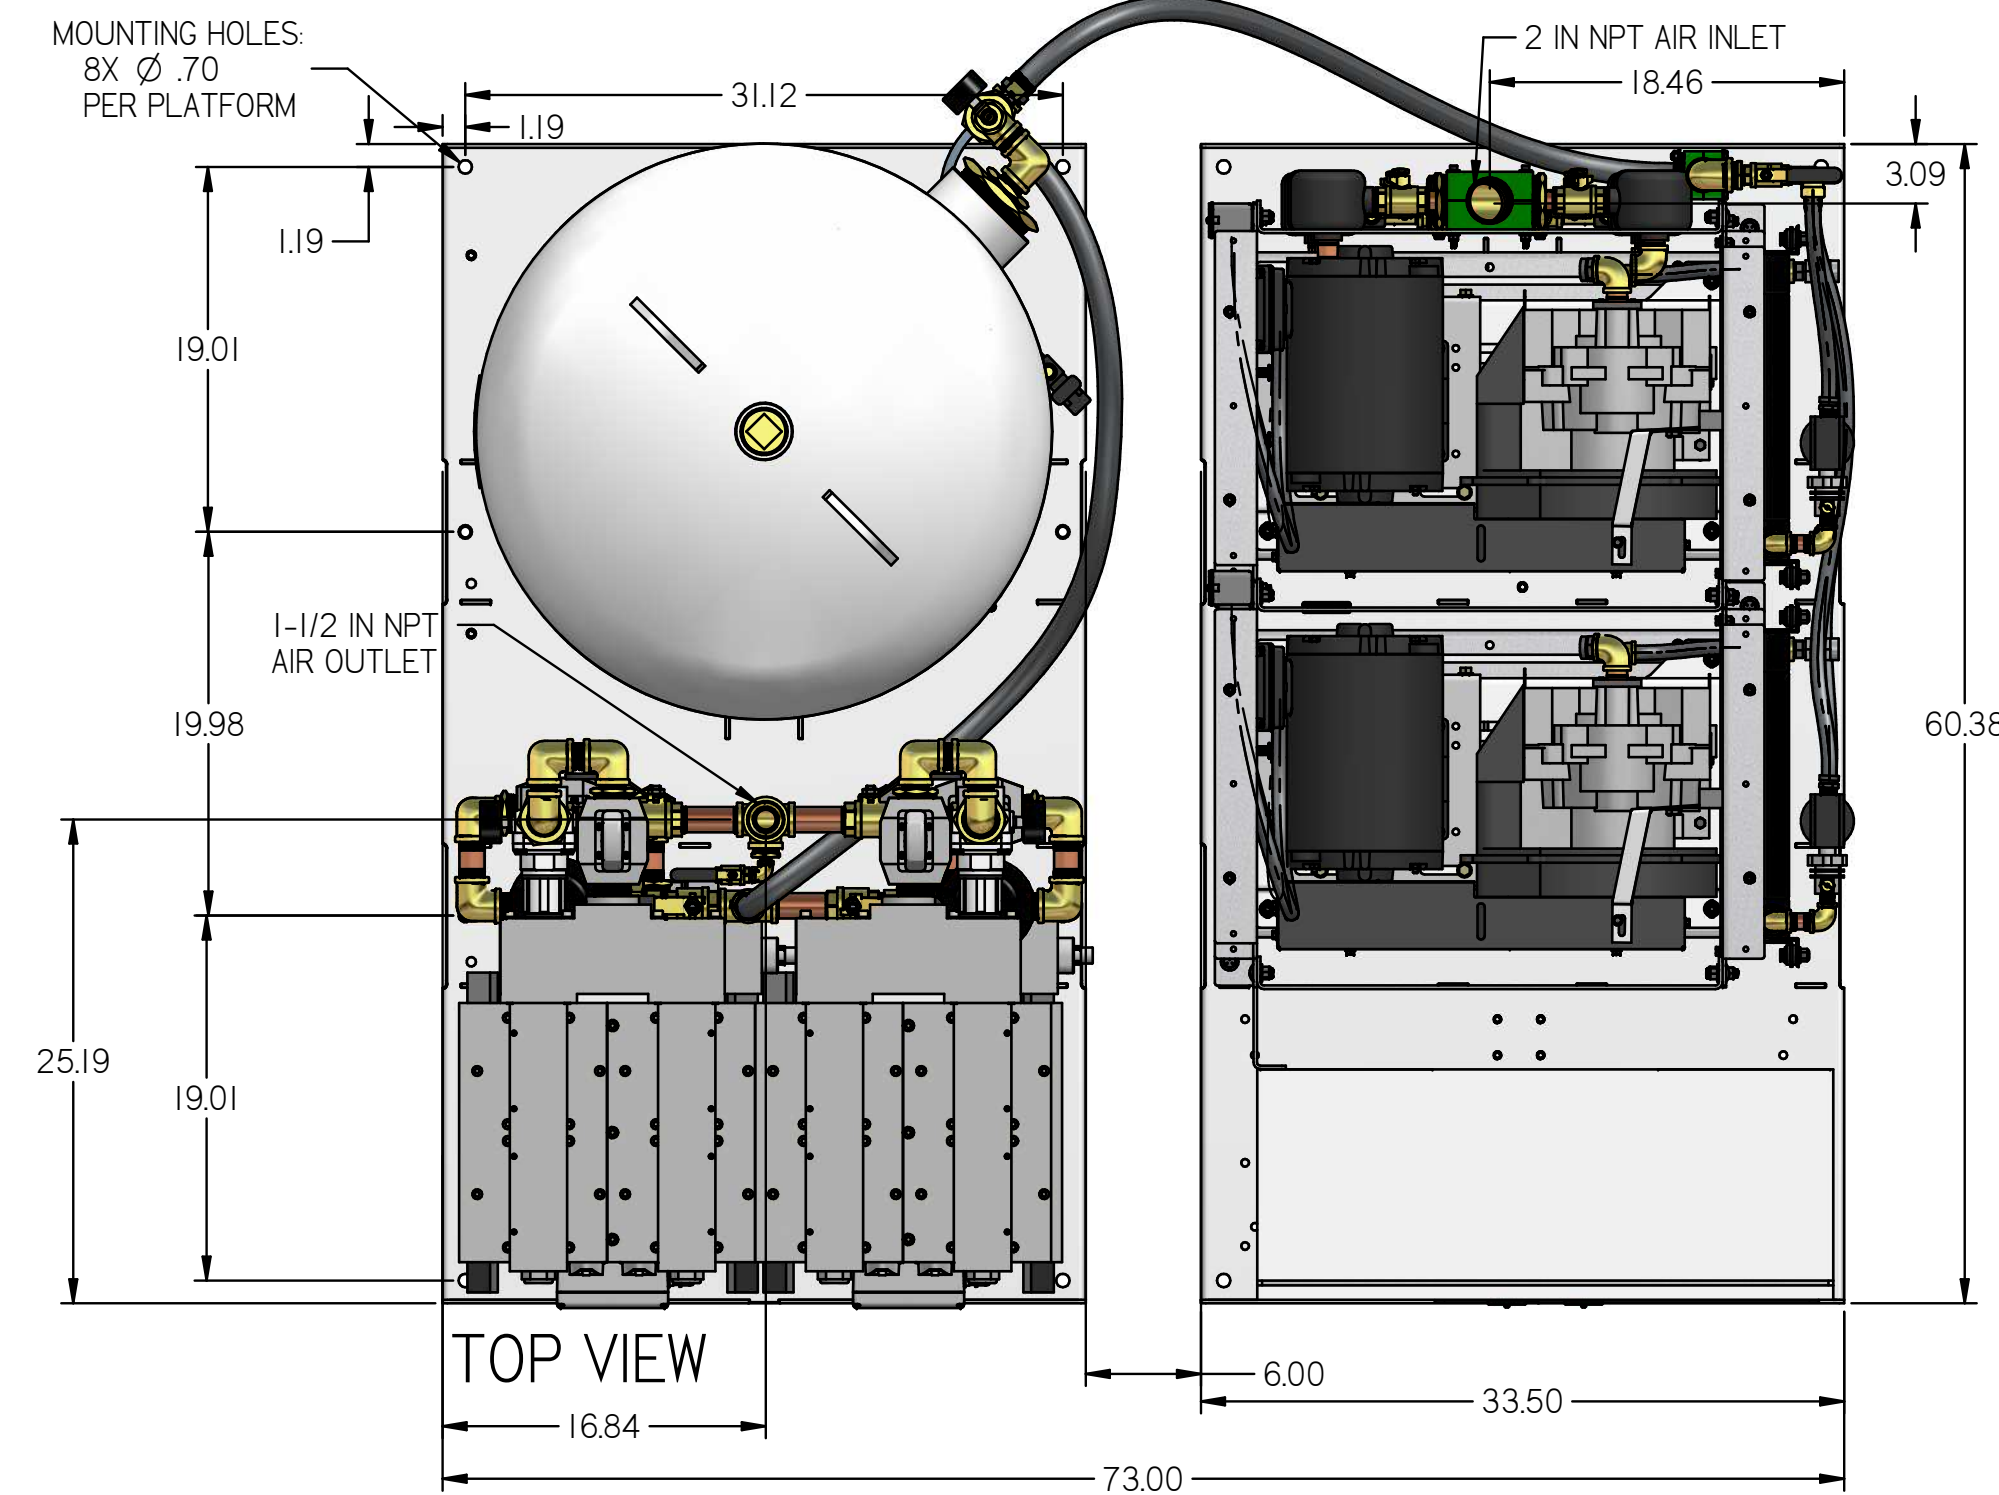 MOUNTING HOLES:
8X Ø .70
PER PLATFORM
2 IN NPT AIR INLET
18.46
31.12
1.19
3.09
1.19
19.01
1-1/2 IN NPT
AIR OUTLET
19.98
60.38
25.19
19.01
TOP VIEW
6.00
33.50
16.84
73.00